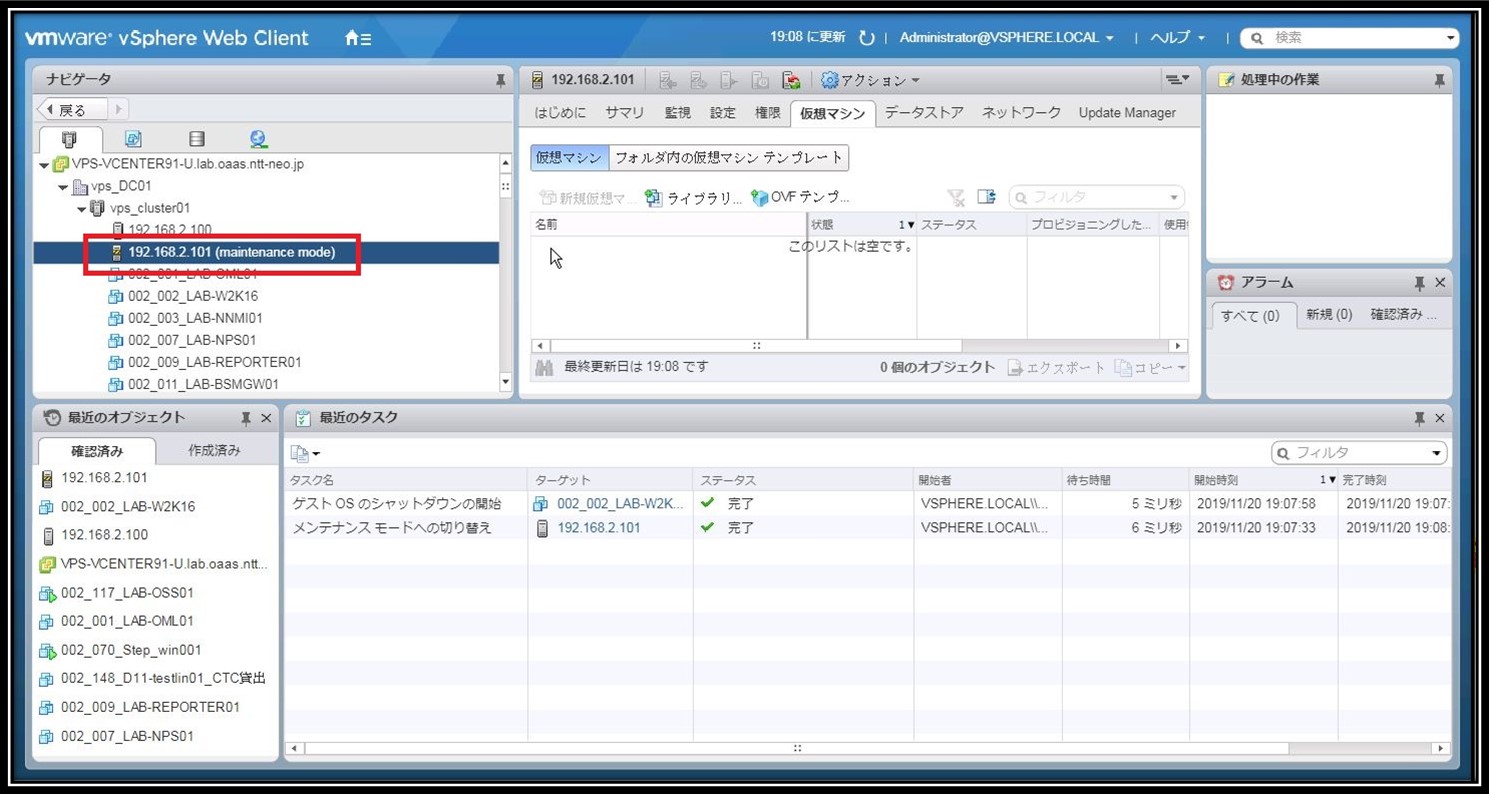 vmware® vSphere Web Client
19:08 に更新
Administrator@VSPHERE.LOCAL
ヘルプ
検索
ナビゲータ
戻る
VPS-VCENTER91-U.lab.oaas.ntt-neo.jp
vps_DC01
vps_cluster01
192.168.2.100
192.168.2.101 (maintenance mode)
002_001_LAB-OML01
002_002_LAB-W2K16
002_003_LAB-NNMI01
002_007_LAB-NPS01
002_009_LAB-REPORTER01
002_011_LAB-BSMGW01
192.168.2.101
アクション
はじめに サマリ 監視 設定 権限 仮想マシン データストア ネットワーク Update Manager
仮想マシン フォルダ内の仮想マシン テンプレート
新規仮想マ... ライブラリ... OVF テンプ... フィルタ
名前 状態 1 ステータス プロビジョニングした... 使用
このリストは空です。
最終更新日は 19:08 です 0 個のオブジェクト エクスポート コピー
処理中の作業
アラーム
すべて (0) 新規 (0) 確認済み ...
最近のオブジェクト
確認済み 作成済み
192.168.2.101
002_002_LAB-W2K16
192.168.2.100
VPS-VCENTER91-U.lab.oaas.ntt...
002_117_LAB-OSS01
002_001_LAB-OML01
002_070_Step_win001
002_148_D11-testlin01_CTC貸出
002_009_LAB-REPORTER01
002_007_LAB-NPS01
最近のタスク
フィルタ
タスク名 ターゲット ステータス 開始者 待ち時間 開始時刻 1 完了時刻
ゲスト OS のシャットダウンの開始 002_002_LAB-W2K... 完了 VSPHERE.LOCAL\\... 5 ミリ秒 2019/11/20 19:07:58 2019/11/20 19:07:
メンテナンス モードへの切り替え 192.168.2.101 完了 VSPHERE.LOCAL\\... 6 ミリ秒 2019/11/20 19:07:33 2019/11/20 19:08: